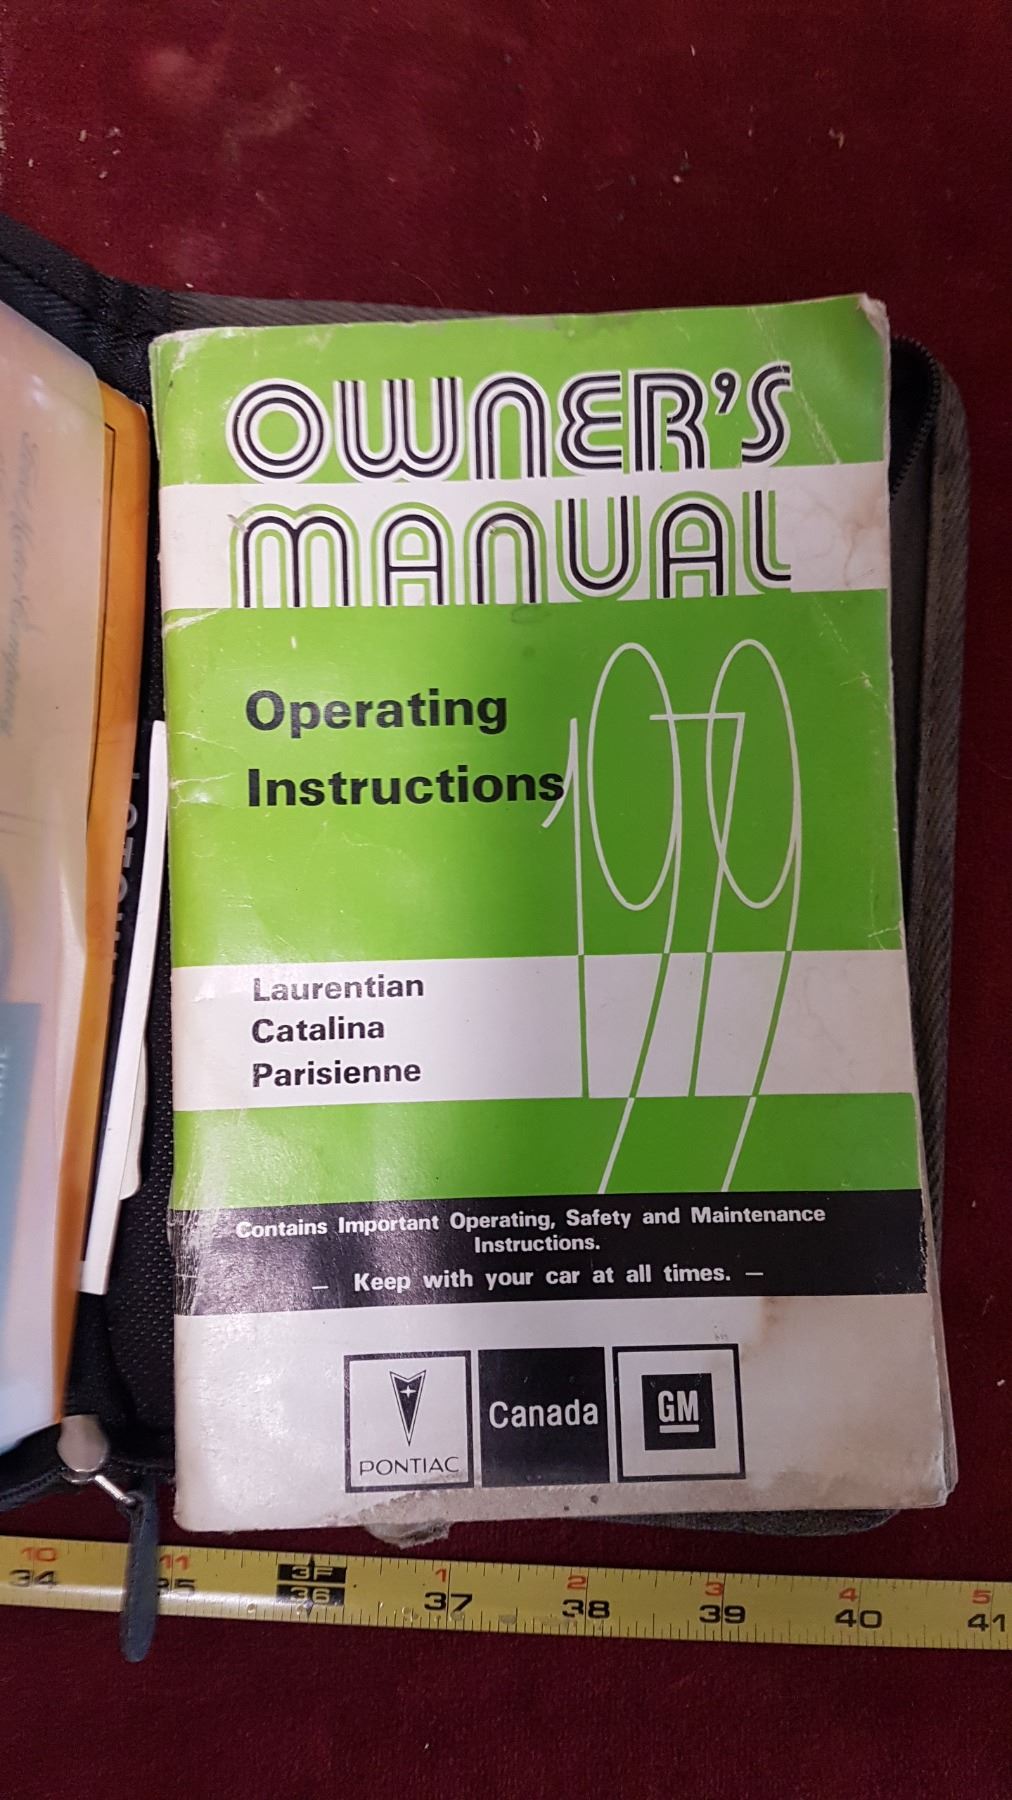 OWNER'S
MANUAL
Operating
Instructions
1979
Laurentian
Catalina
Parisienne
Contains Important Operating, Safety and Maintenance
Instructions.
— Keep with your car at all times. —
PONTIAC
Canada
GM
10 11 3F 1 2 3 4 5
34 35 36 37 38 39 40 41